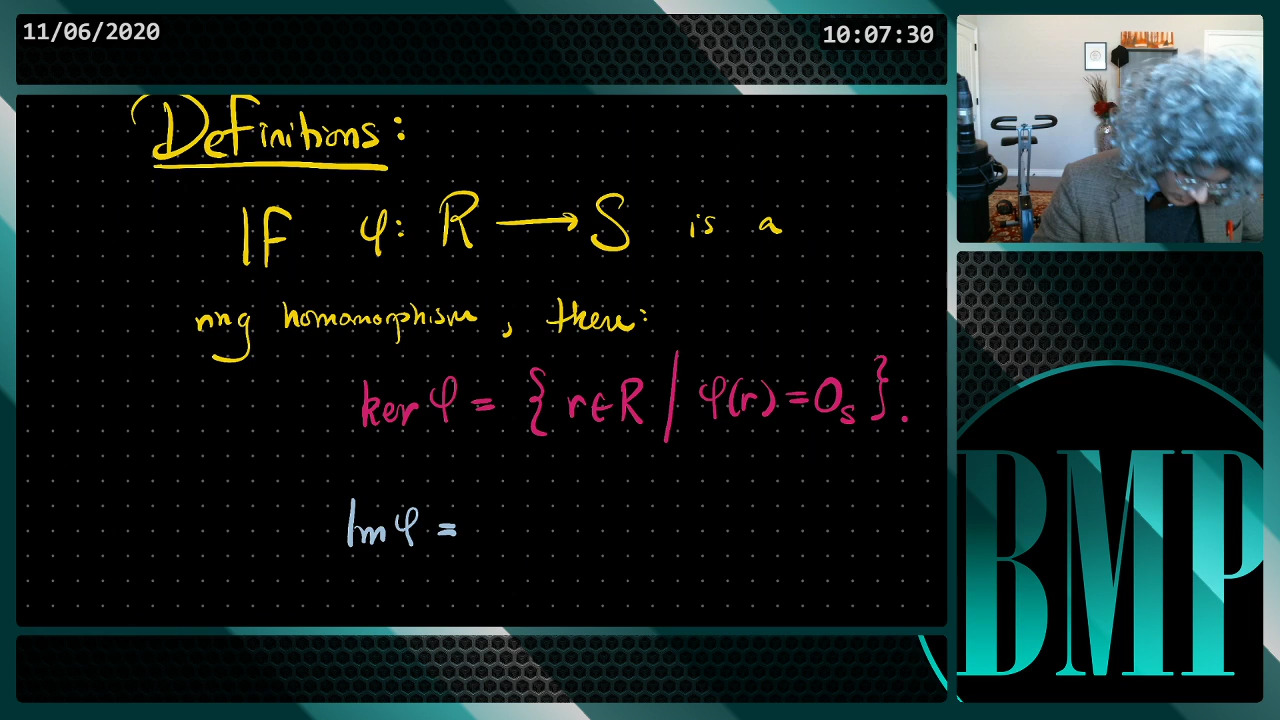 11/06/2020
10:07:30
Definitions:
IF φ: R → S is a
ring homomorphism, then:
ker φ = { r ∈ R / φ(r) = 0_S }.
Im φ =
BMP